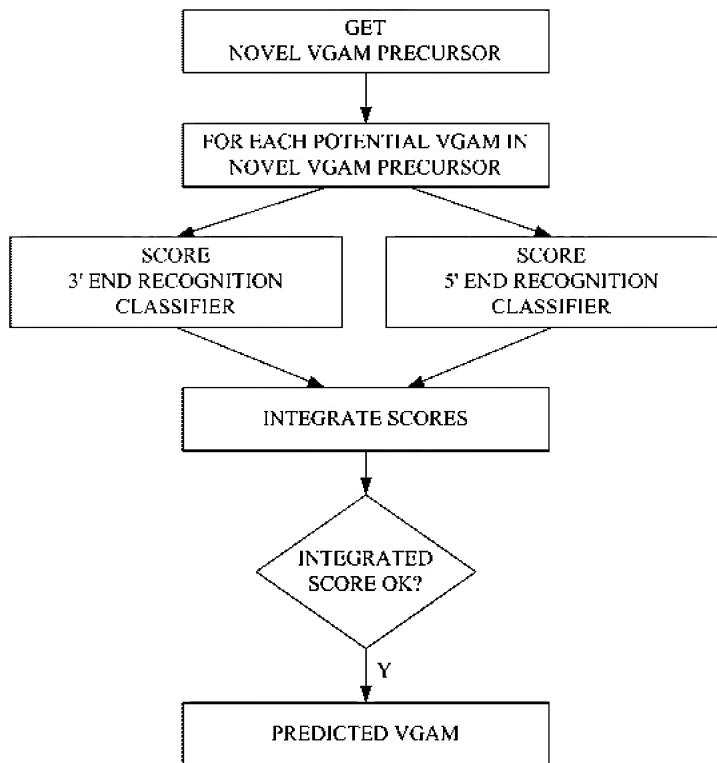 GET
NOVEL VGAM PRECURSOR
FOR EACH POTENTIAL VGAM IN
NOVEL VGAM PRECURSOR
SCORE
3' END RECOGNITION
CLASSIFIER
SCORE
5' END RECOGNITION
CLASSIFIER
INTEGRATE SCORES
INTEGRATED
SCORE OK?
Y
PREDICTED VGAM